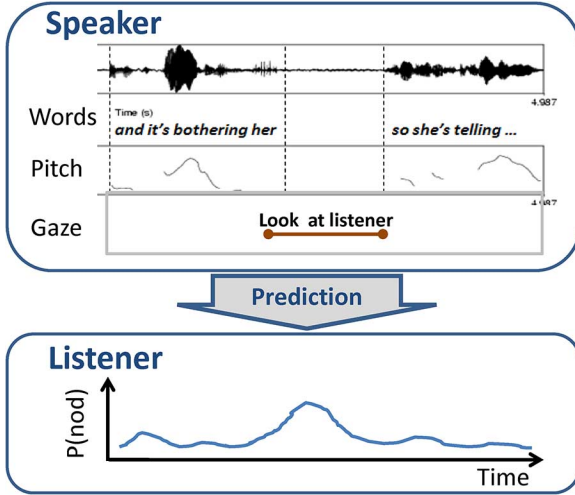 Speaker
4.987
Words
Time (s)
and it's bothering her
so she's telling ...
Pitch
Gaze
Look at listener
Prediction
Listener
P(nod)
Time